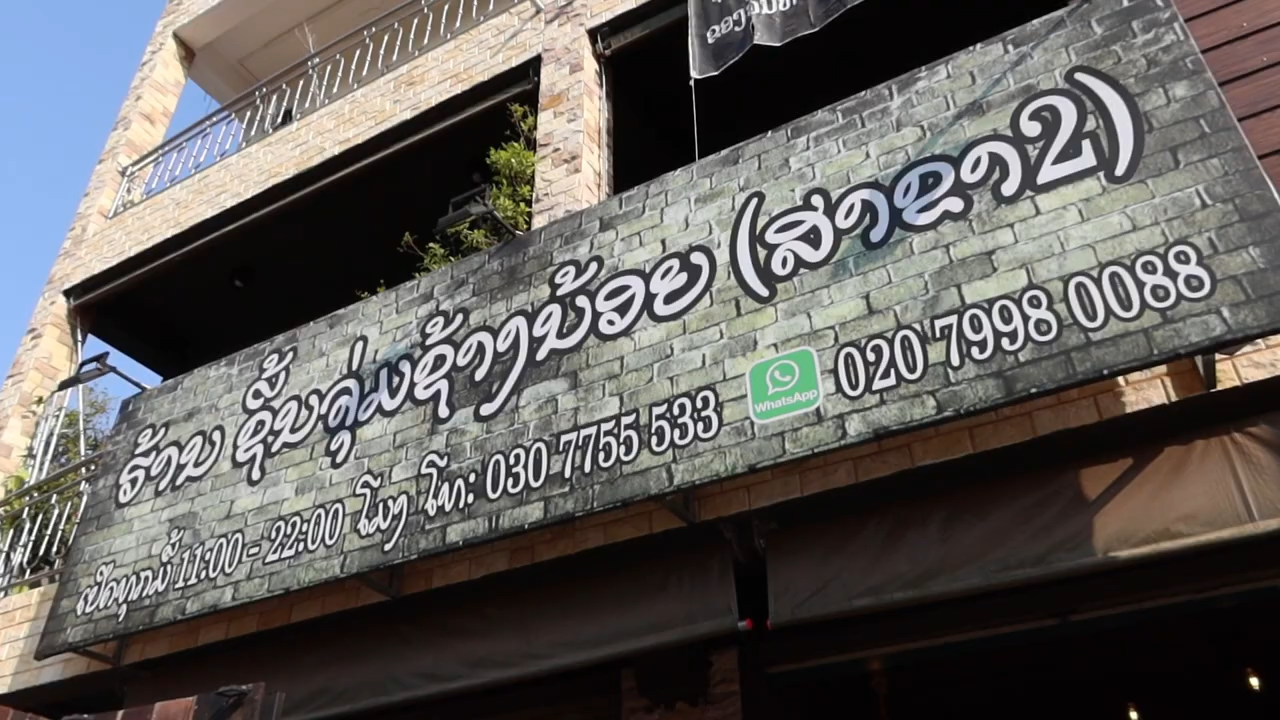 ຮ້ານ ຊີ້ນຄຸ່ມຊ້າງນ້ອຍ (ສາຂາ2)
ເປີດທຸກມື້ 11:00 - 22:00 ໂມງ ໂທ: 030 7755 533 WhatsApp 020 7998 0088